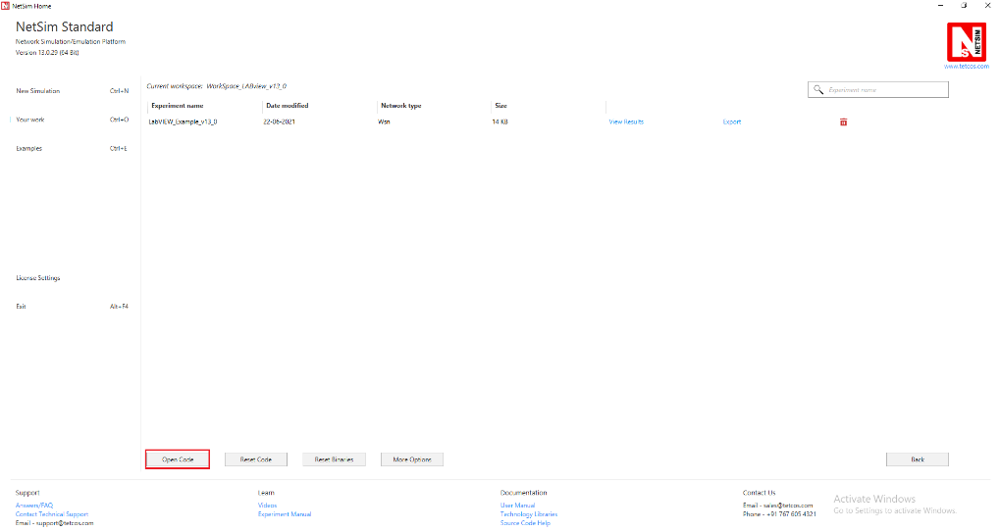 NetSim Home
NetSim Standard
Network Simulation/Emulation Platform
Version 13.0.29 (64 Bit)
NETSIM
www.tetcos.com
New Simulation Ctrl+N
Your work Ctrl+O
Examples Ctrl+E
License Settings
Exit Alt+F4
Current workspace: WorkSpace_LABview_v13_0
Experiment name
Experiment name Date modified Network type Size
LabVIEW_Example_v13_0 22-06-2021 Wsn 14 KB View Results Export
Open Code Reset Code Reset Binaries More Options Back
Support
Answers/FAQ
Contact Technical Support
Email - support@tetcos.com
Learn
Videos
Experiment Manual
Documentation
User Manual
Technology Libraries
Source Code Help
Contact Us
Email - sales@tetcos.com
Phone - +91 767 605 4321
Activate Windows
Go to Settings to activate Windows.